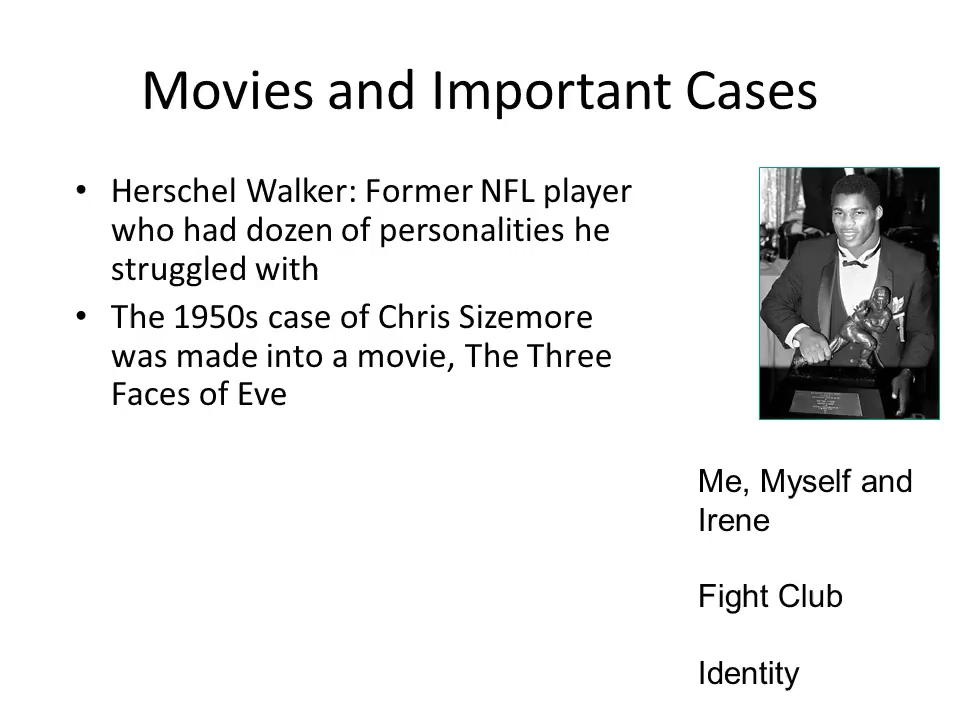 Movies and Important Cases
• Herschel Walker: Former NFL player
who had dozen of personalities he
struggled with
• The 1950s case of Chris Sizemore
was made into a movie, The Three
Faces of Eve
Me, Myself and
Irene
Fight Club
Identity